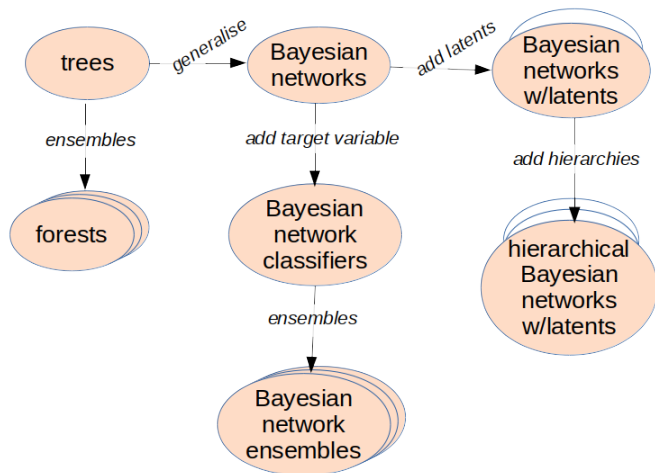 trees
generalise
Bayesian
networks
add latents
Bayesian
networks
w/latents
ensembles
add target variable
add hierarchies
forests
Bayesian
network
classifiers
hierarchical
Bayesian
networks
w/latents
ensembles
Bayesian
network
ensembles